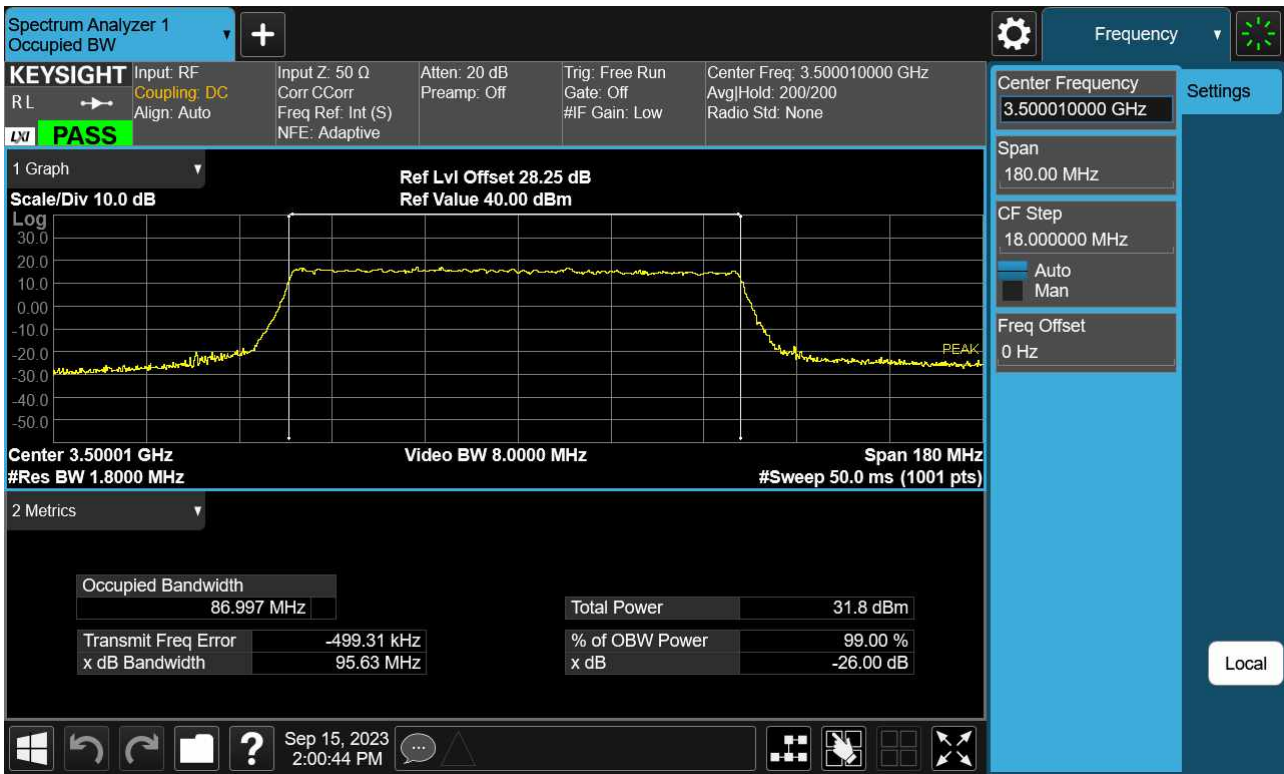 Spectrum Analyzer 1
Occupied BW
+
Frequency
KEYSIGHT
RL
LXI
PASS
Input: RF
Coupling: DC
Align: Auto
Input Z: 50 Ω
Corr CCorr
Freq Ref: Int (S)
NFE: Adaptive
Atten: 20 dB
Preamp: Off
Trig: Free Run
Gate: Off
#IF Gain: Low
Center Freq: 3.500010000 GHz
Avg|Hold: 200/200
Radio Std: None
Center Frequency
3.500010000 GHz
Settings
Span
180.00 MHz
CF Step
18.000000 MHz
Auto
Man
Freq Offset
0 Hz
Local
1 Graph
Scale/Div 10.0 dB
Ref Lvl Offset 28.25 dB
Ref Value 40.00 dBm
Log
30.0
20.0
10.0
0.00
-10.0
-20.0
-30.0
-40.0
-50.0
PEAK
Center 3.50001 GHz
#Res BW 1.8000 MHz
Video BW 8.0000 MHz
Span 180 MHz
#Sweep 50.0 ms (1001 pts)
2 Metrics
Occupied Bandwidth
86.997 MHz
Transmit Freq Error -499.31 kHz
x dB Bandwidth 95.63 MHz
Total Power 31.8 dBm
% of OBW Power 99.00 %
x dB -26.00 dB
?
Sep 15, 2023
2:00:44 PM